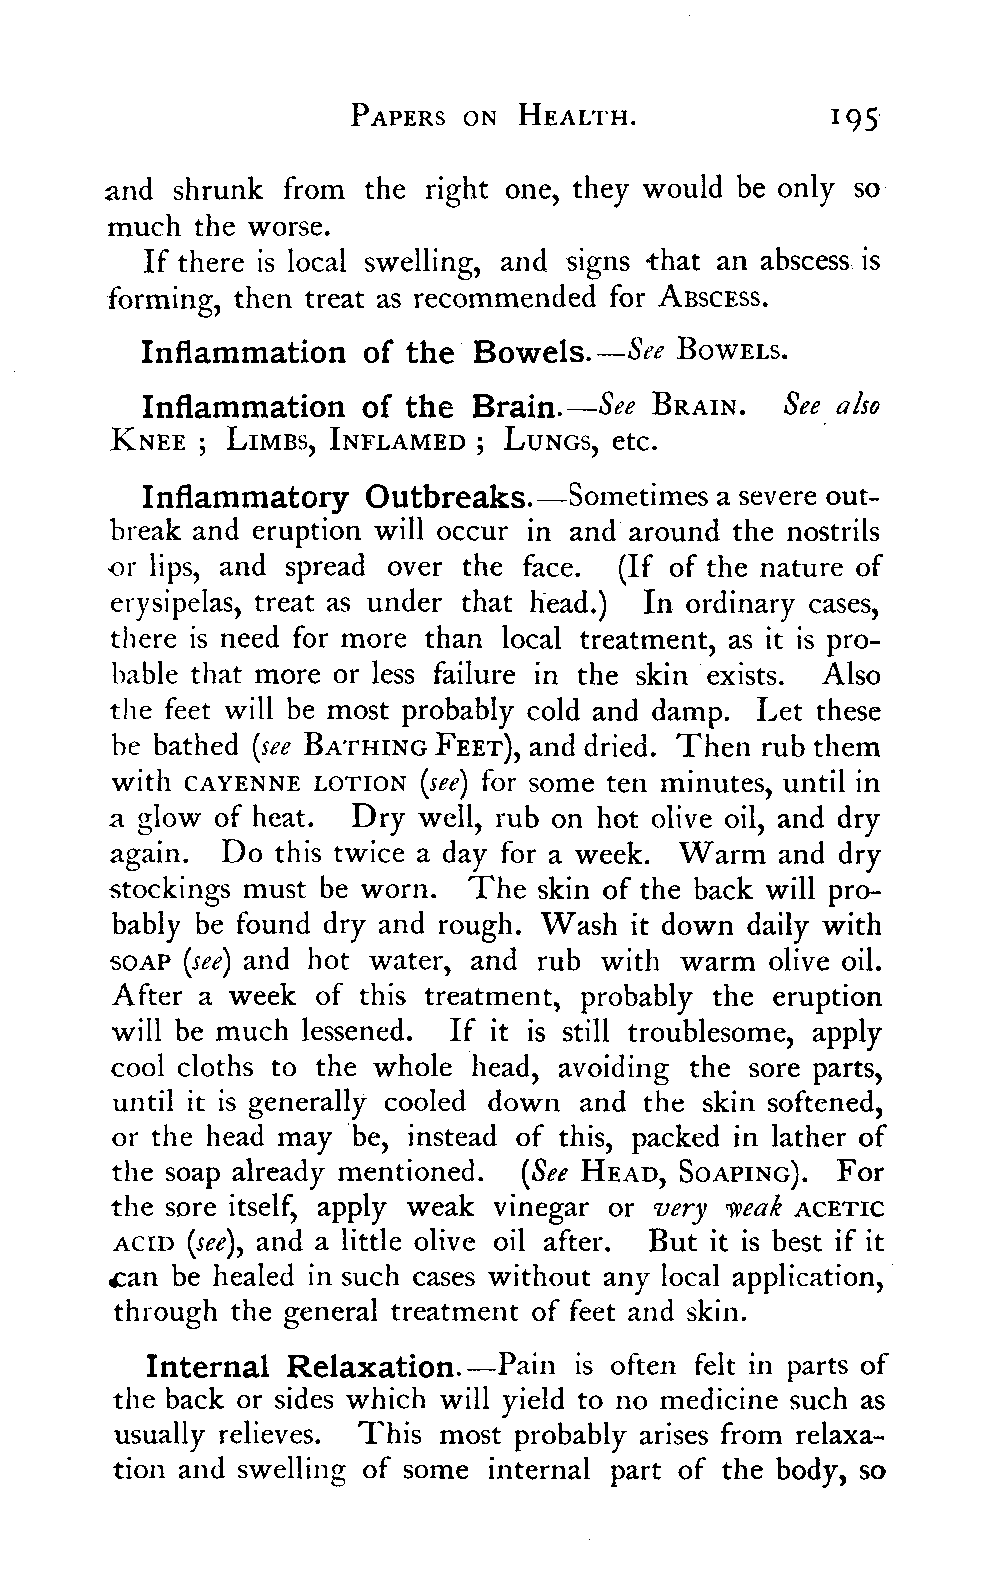 PAPERS ON HEALTH. 195
and shrunk from the right one, they would be only so
much the worse.
If there is local swelling, and signs that an abscess is
forming, then treat as recommended for ABSCESS.
Inflammation of the Bowels.—See BOWELS.
Inflammation of the Brain.—See BRAIN. See also
KNEE ; LIMBS, INFLAMED ; LUNGS, etc.
Inflammatory Outbreaks.—Sometimes a severe out-
break and eruption will occur in and around the nostrils
or lips, and spread over the face. (If of the nature of
erysipelas, treat as under that head.) In ordinary cases,
there is need for more than local treatment, as it is pro-
bable that more or less failure in the skin exists. Also
the feet will be most probably cold and damp. Let these
be bathed (see BATHING FEET), and dried. Then rub them
with CAYENNE LOTION (see) for some ten minutes, until in
a glow of heat. Dry well, rub on hot olive oil, and dry
again. Do this twice a day for a week. Warm and dry
stockings must be worn. The skin of the back will pro-
bably be found dry and rough. Wash it down daily with
SOAP (see) and hot water, and rub with warm olive oil.
After a week of this treatment, probably the eruption
will be much lessened. If it is still troublesome, apply
cool cloths to the whole head, avoiding the sore parts,
until it is generally cooled down and the skin softened,
or the head may be, instead of this, packed in lather of
the soap already mentioned. (See HEAD, SOAPING). For
the sore itself, apply weak vinegar or very weak ACETIC
ACID (see), and a little olive oil after. But it is best if it
can be healed in such cases without any local application,
through the general treatment of feet and skin.
Internal Relaxation.—Pain is often felt in parts of
the back or sides which will yield to no medicine such as
usually relieves. This most probably arises from relaxa-
tion and swelling of some internal part of the body, so